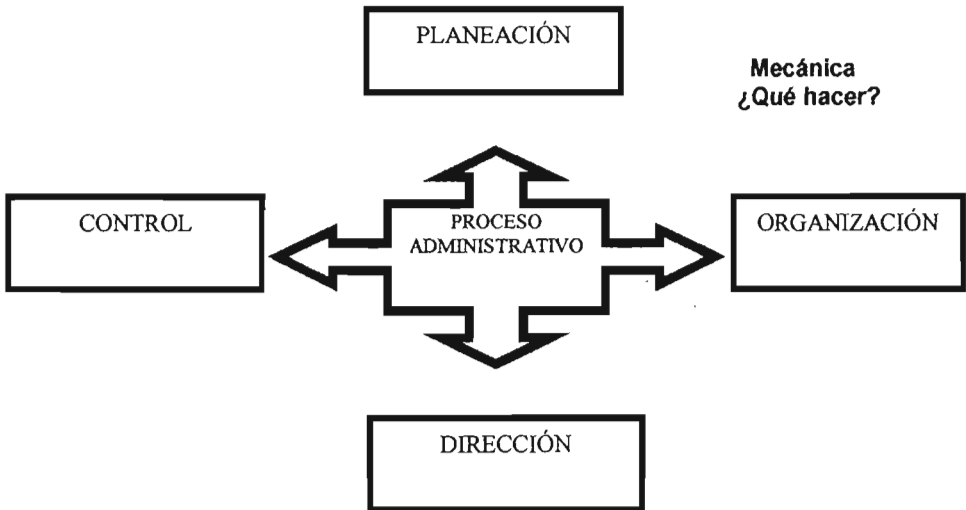 PLANEACIÓN
Mecánica
¿Qué hacer?
CONTROL
PROCESO
ADMINISTRATIVO
ORGANIZACIÓN
DIRECCIÓN